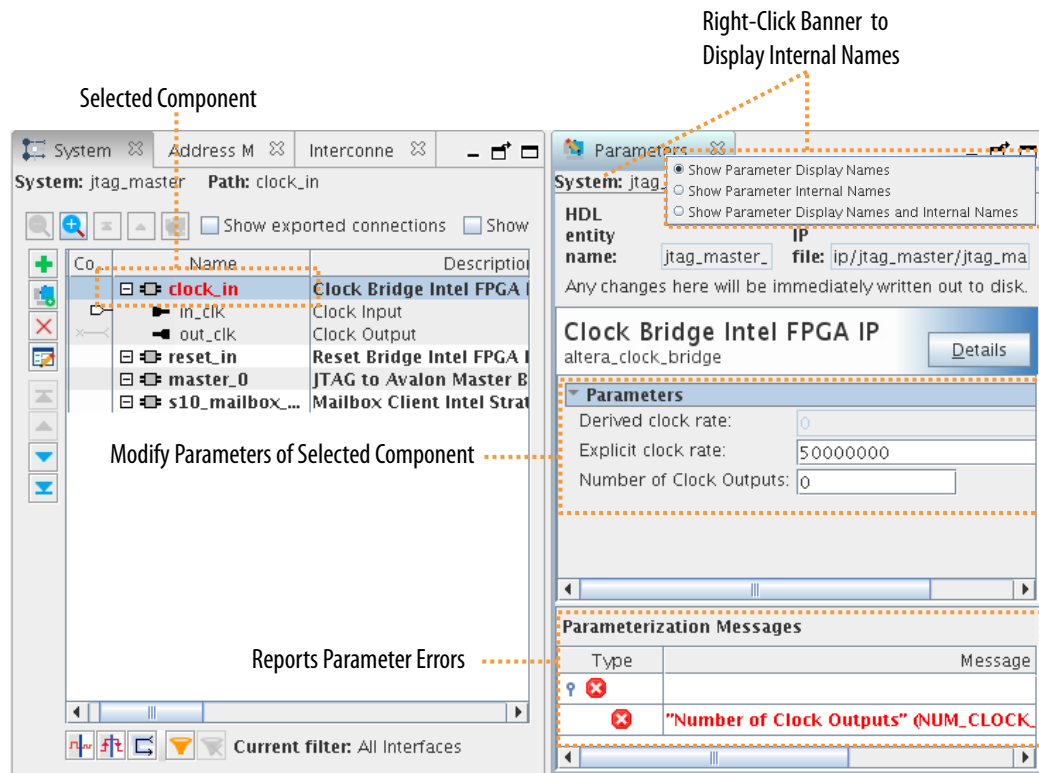 Right-Click Banner to
Display Internal Names
Selected Component
System
Address M
Interconne
System: jtag_master Path: clock_in
Show exported connections
Show
Co..
Name
Description
clock_in
Clock Bridge Intel FPGA I
in_clk
Clock Input
out_clk
Clock Output
reset_in
Reset Bridge Intel FPGA I
master_0
JTAG to Avalon Master B
s10_mailbox_...
Mailbox Client Intel Strat
Modify Parameters of Selected Component
Reports Parameter Errors
Current filter: All Interfaces
Parameters
System: jtag_
Show Parameter Display Names
Show Parameter Internal Names
Show Parameter Display Names and Internal Names
HDL
entity
name:
jtag_master_
IP
file:
ip/jtag_master/jtag_ma
Any changes here will be immediately written out to disk.
Clock Bridge Intel FPGA IP
altera_clock_bridge
Details
Parameters
Derived clock rate:
0
Explicit clock rate:
50000000
Number of Clock Outputs:
0
Parameterization Messages
Type
Message
"Number of Clock Outputs" (NUM_CLOCK_